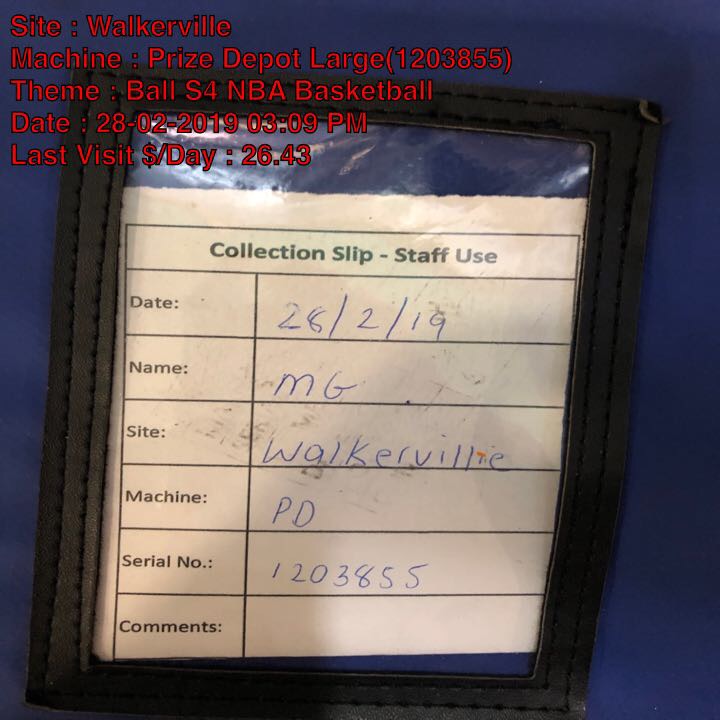 Site : Walkerville
Machine : Prize Depot Large(1203855)
Theme : Ball S4 NBA Basketball
Date : 28-02-2019 03:09 PM
Last Visit $/Day : 26.43
Collection Slip - Staff Use
Date: 28/2/19
Name: MG
Site: Walkerville
Machine: PD
Serial No.: 1203855
Comments: